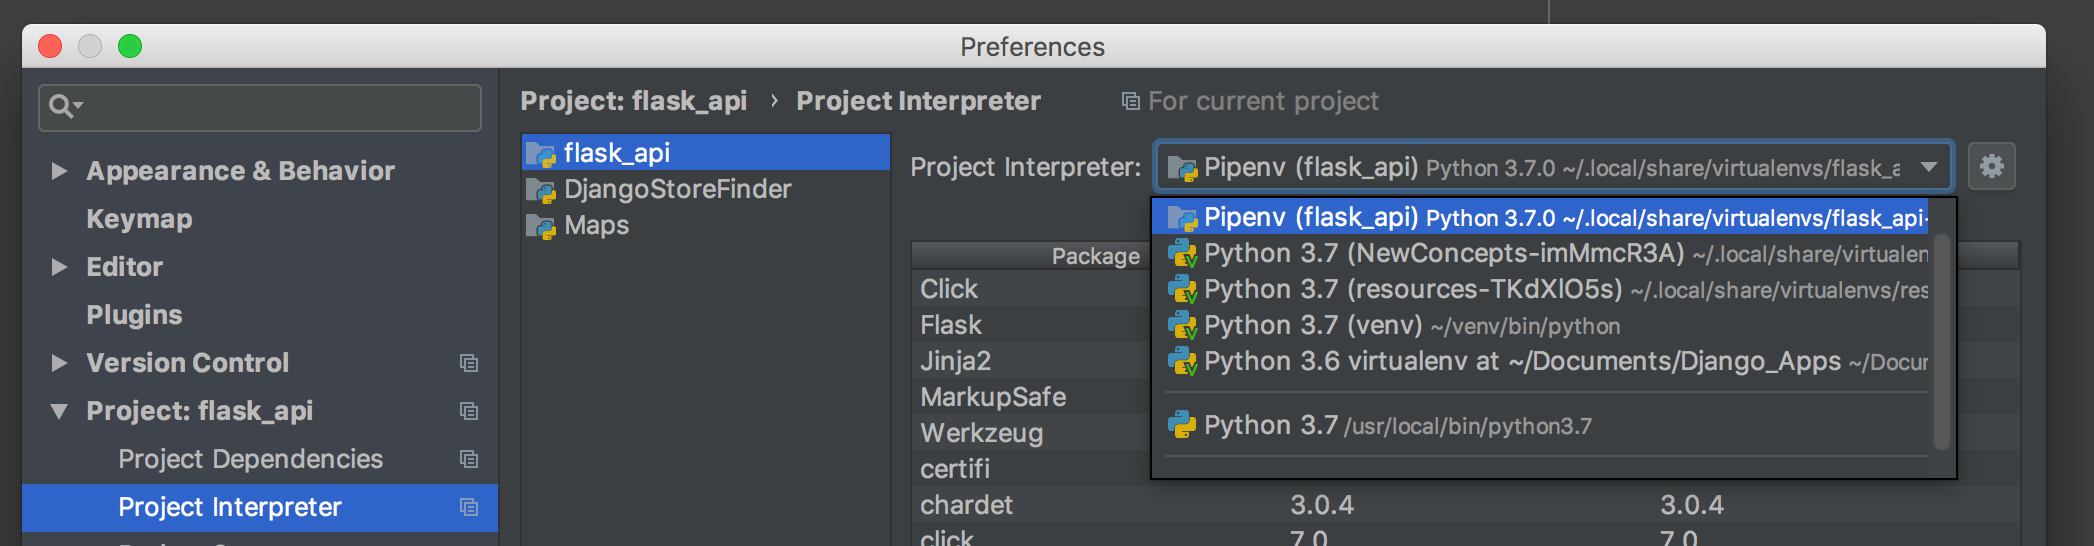 Preferences
Project: flask_api › Project Interpreter For current project
Appearance & Behavior
Keymap
Editor
Plugins
Version Control
Project: flask_api
Project Dependencies
Project Interpreter
flask_api
DjangoStoreFinder
Maps
Project Interpreter: Pipenv (flask_api) Python 3.7.0 ~/.local/share/virtualenvs/flask_a
Pipenv (flask_api) Python 3.7.0 ~/.local/share/virtualenvs/flask_api-
Python 3.7 (NewConcepts-imMmcR3A) ~/.local/share/virtualen
Python 3.7 (resources-TKdXlO5s) ~/.local/share/virtualenvs/res
Python 3.7 (venv) ~/venv/bin/python
Python 3.6 virtualenv at ~/Documents/Django_Apps ~/Docur
Python 3.7 /usr/local/bin/python3.7
Package
Click
Flask
Jinja2
MarkupSafe
Werkzeug
certifi
chardet 3.0.4 3.0.4
click 7.0 7.0